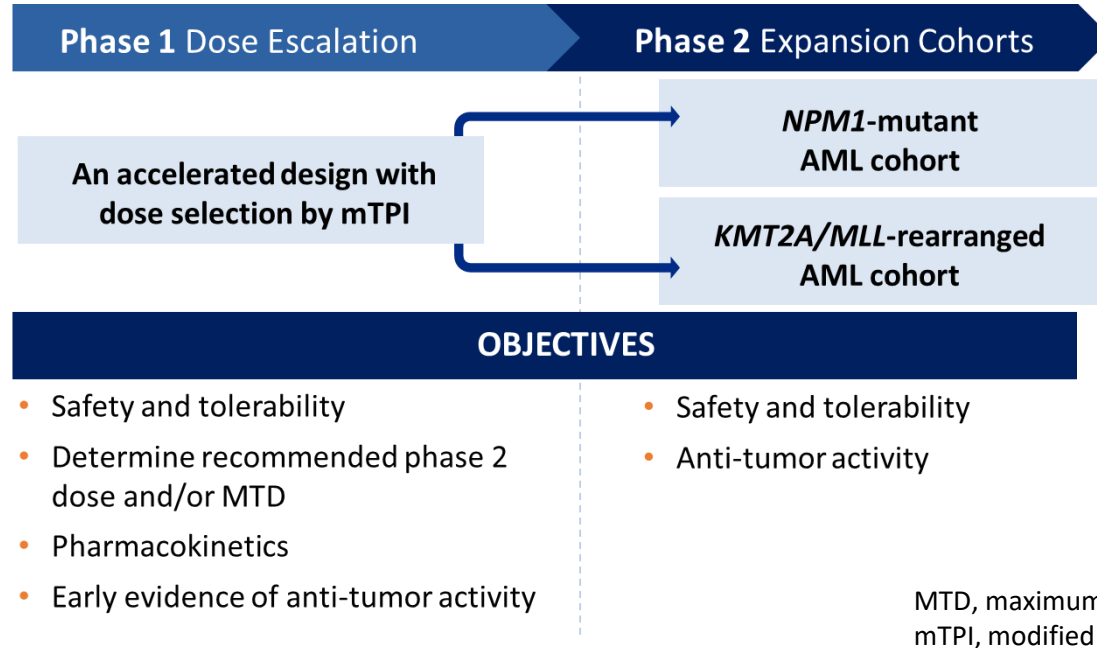 Phase 1 Dose Escalation
Phase 2 Expansion Cohorts
An accelerated design with
dose selection by mTPI
NPM1-mutant
AML cohort
KMT2A/MLL-rearranged
AML cohort
OBJECTIVES
• Safety and tolerability
• Determine recommended phase 2
dose and/or MTD
• Pharmacokinetics
• Early evidence of anti-tumor activity
• Safety and tolerability
• Anti-tumor activity
MTD, maximum
mTPI, modified